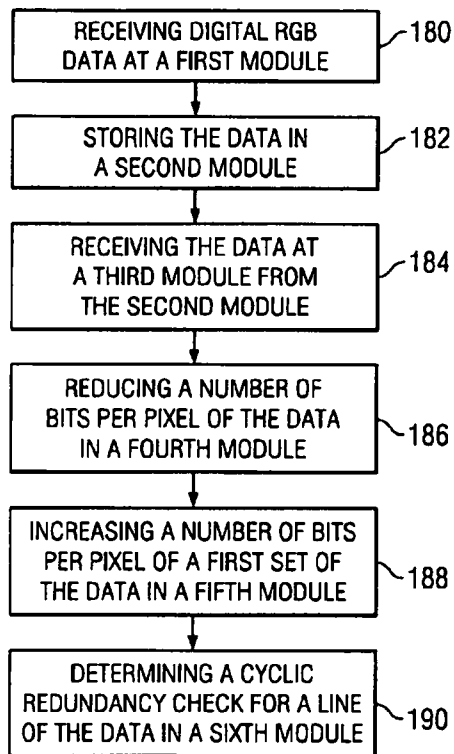 RECEIVING DIGITAL RGB
DATA AT A FIRST MODULE
180
STORING THE DATA IN
A SECOND MODULE
182
RECEIVING THE DATA AT
A THIRD MODULE FROM
THE SECOND MODULE
184
REDUCING A NUMBER OF
BITS PER PIXEL OF THE DATA
IN A FOURTH MODULE
186
INCREASING A NUMBER OF BITS
PER PIXEL OF A FIRST SET OF
THE DATA IN A FIFTH MODULE
188
DETERMINING A CYCLIC
REDUNDANCY CHECK FOR A LINE
OF THE DATA IN A SIXTH MODULE
190